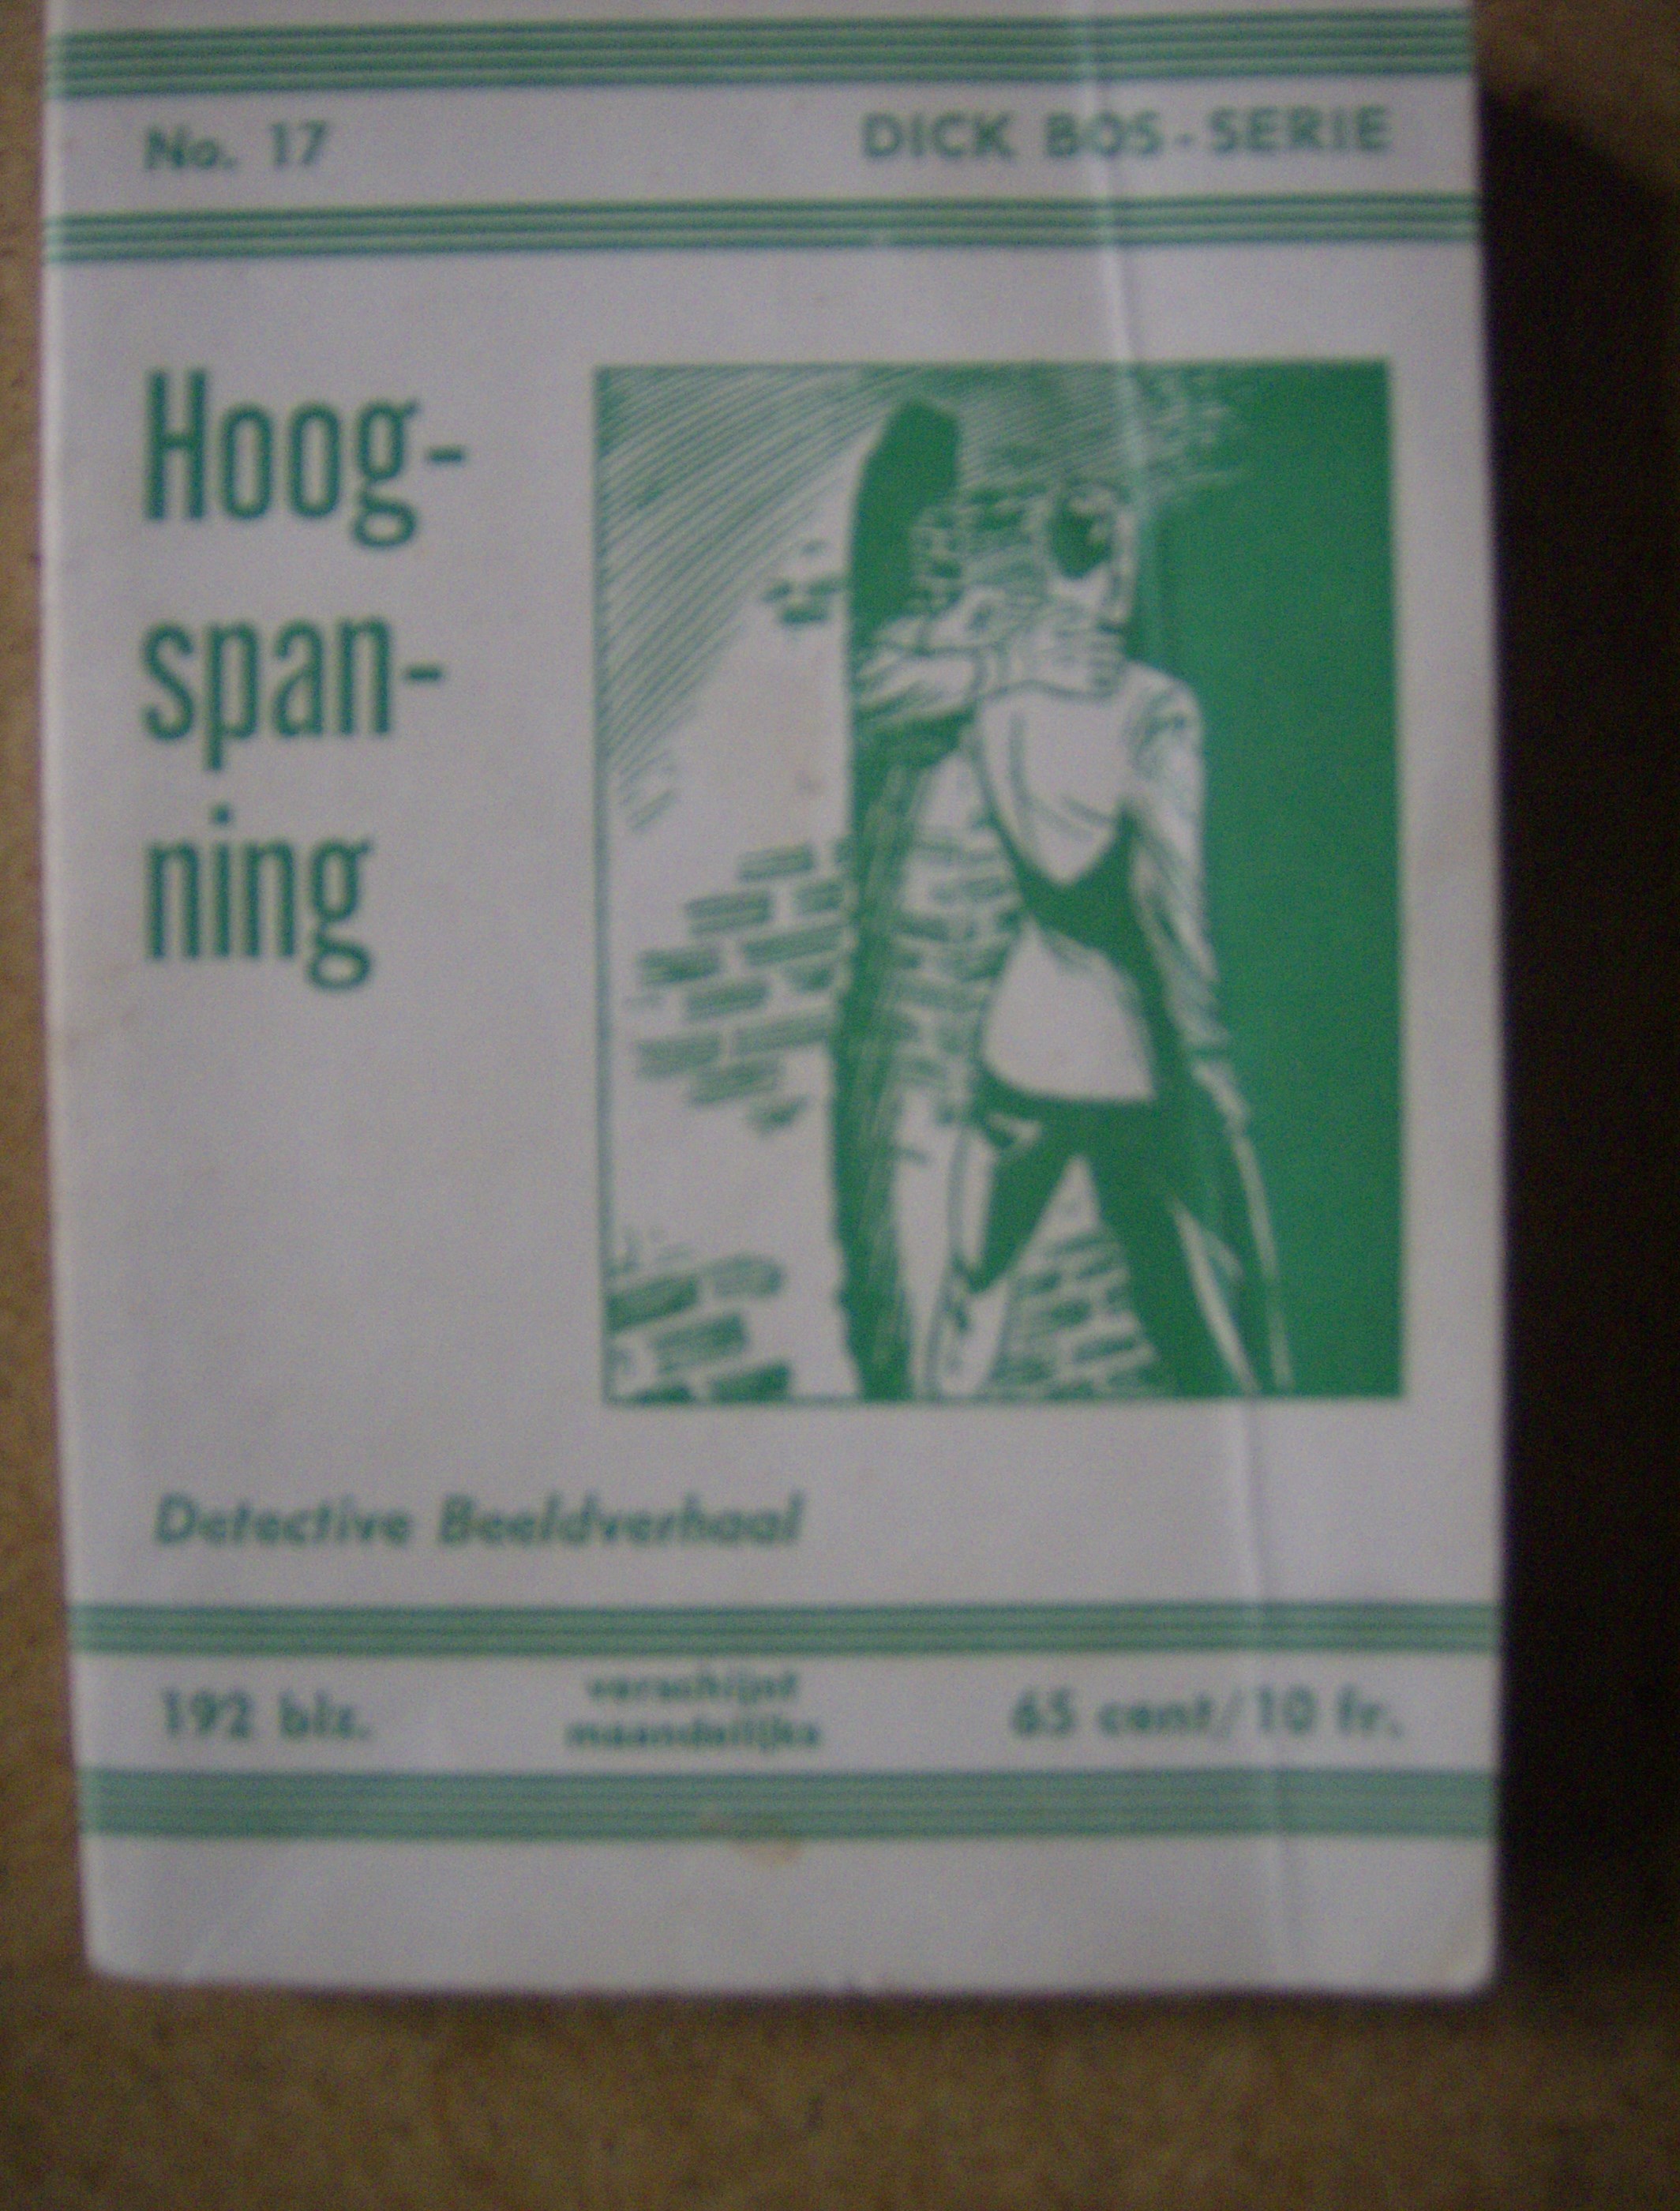 No. 17 DICK BOS-SERIE
Hoog-
span-
ning
Detective Beeldverhaal
192 blz. verschijnt maandelijks 65 cent/10 fr.